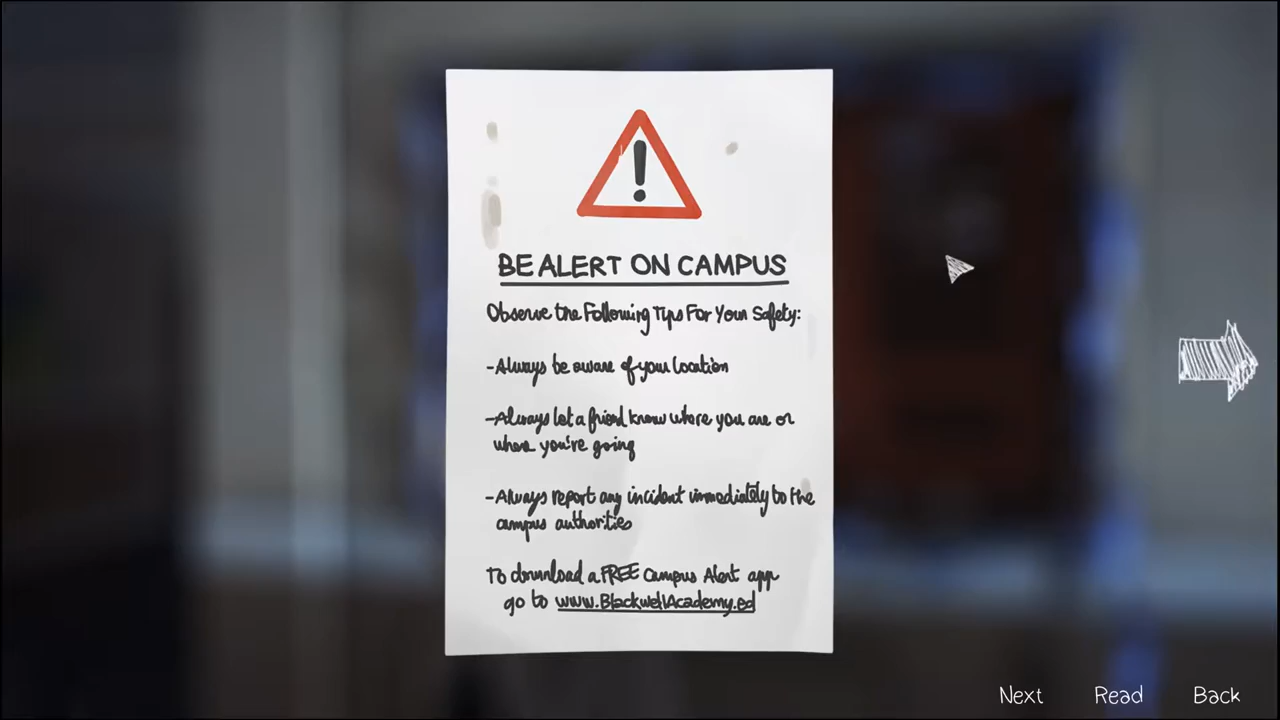 !
BE ALERT ON CAMPUS
Observe the Following Tips For Your Safety:
-Always be aware of your location
-Always let a friend know where you are or
where you're going
-Always report any incident immediately to the
campus authorities
To download a FREE Campus Alert app
go to www.BlackwellAcademy.ed
Next Read Back